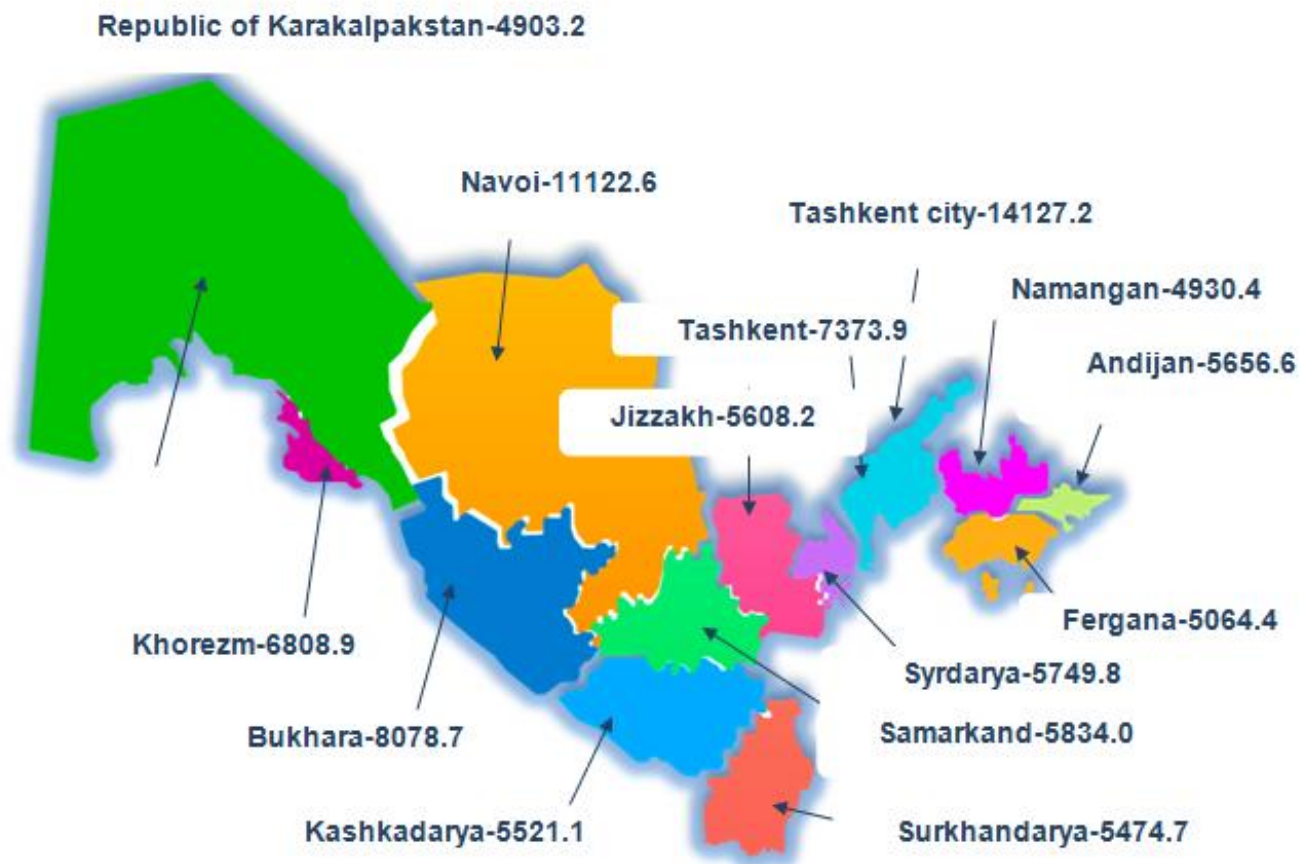 Republic of Karakalpakstan-4903.2
Navoi-11122.6
Tashkent city-14127.2
Namangan-4930.4
Tashkent-7373.9
Andijan-5656.6
Jizzakh-5608.2
Fergana-5064.4
Khorezm-6808.9
Syrdarya-5749.8
Bukhara-8078.7
Samarkand-5834.0
Kashkadarya-5521.1
Surkhandarya-5474.7